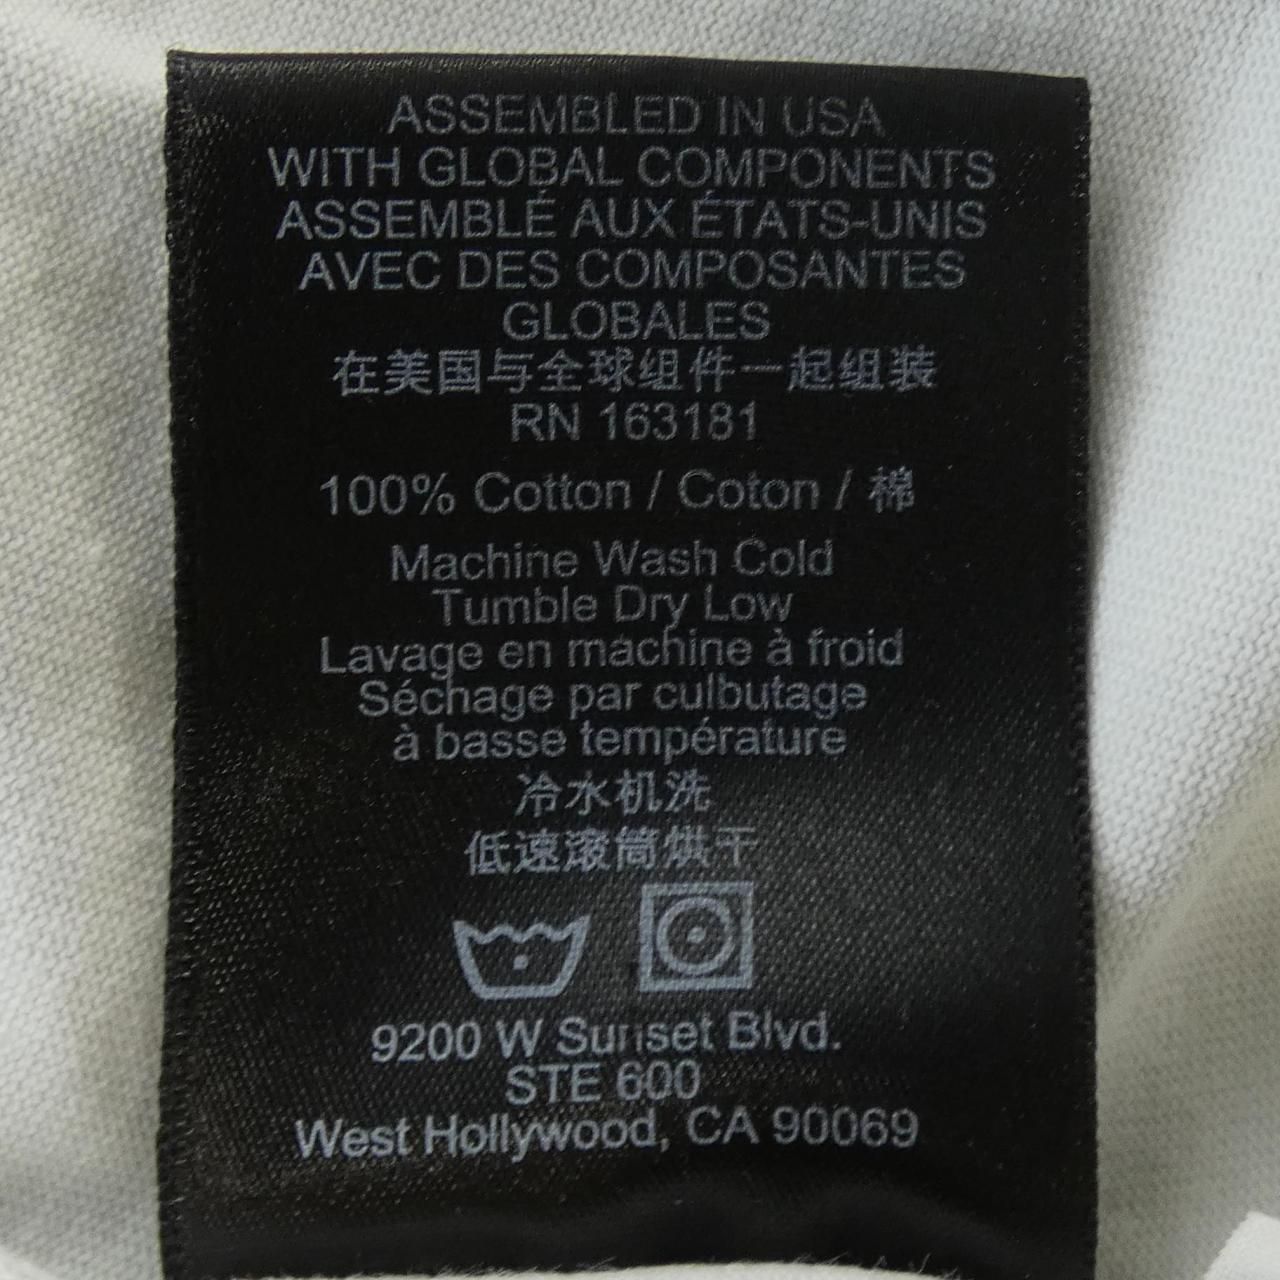 ASSEMBLED IN USA
WITH GLOBAL COMPONENTS
ASSEMBLÉ AUX ÉTATS-UNIS
AVEC DES COMPOSANTES
GLOBALES
在美国与全球组件一起组装
RN 163181
100% Cotton / Coton / 棉
Machine Wash Cold
Tumble Dry Low
Lavage en machine à froid
Séchage par culbutage
à basse température
冷水机洗
低速滚筒烘干
9200 W Sunset Blvd.
STE 600
West Hollywood, CA 90069